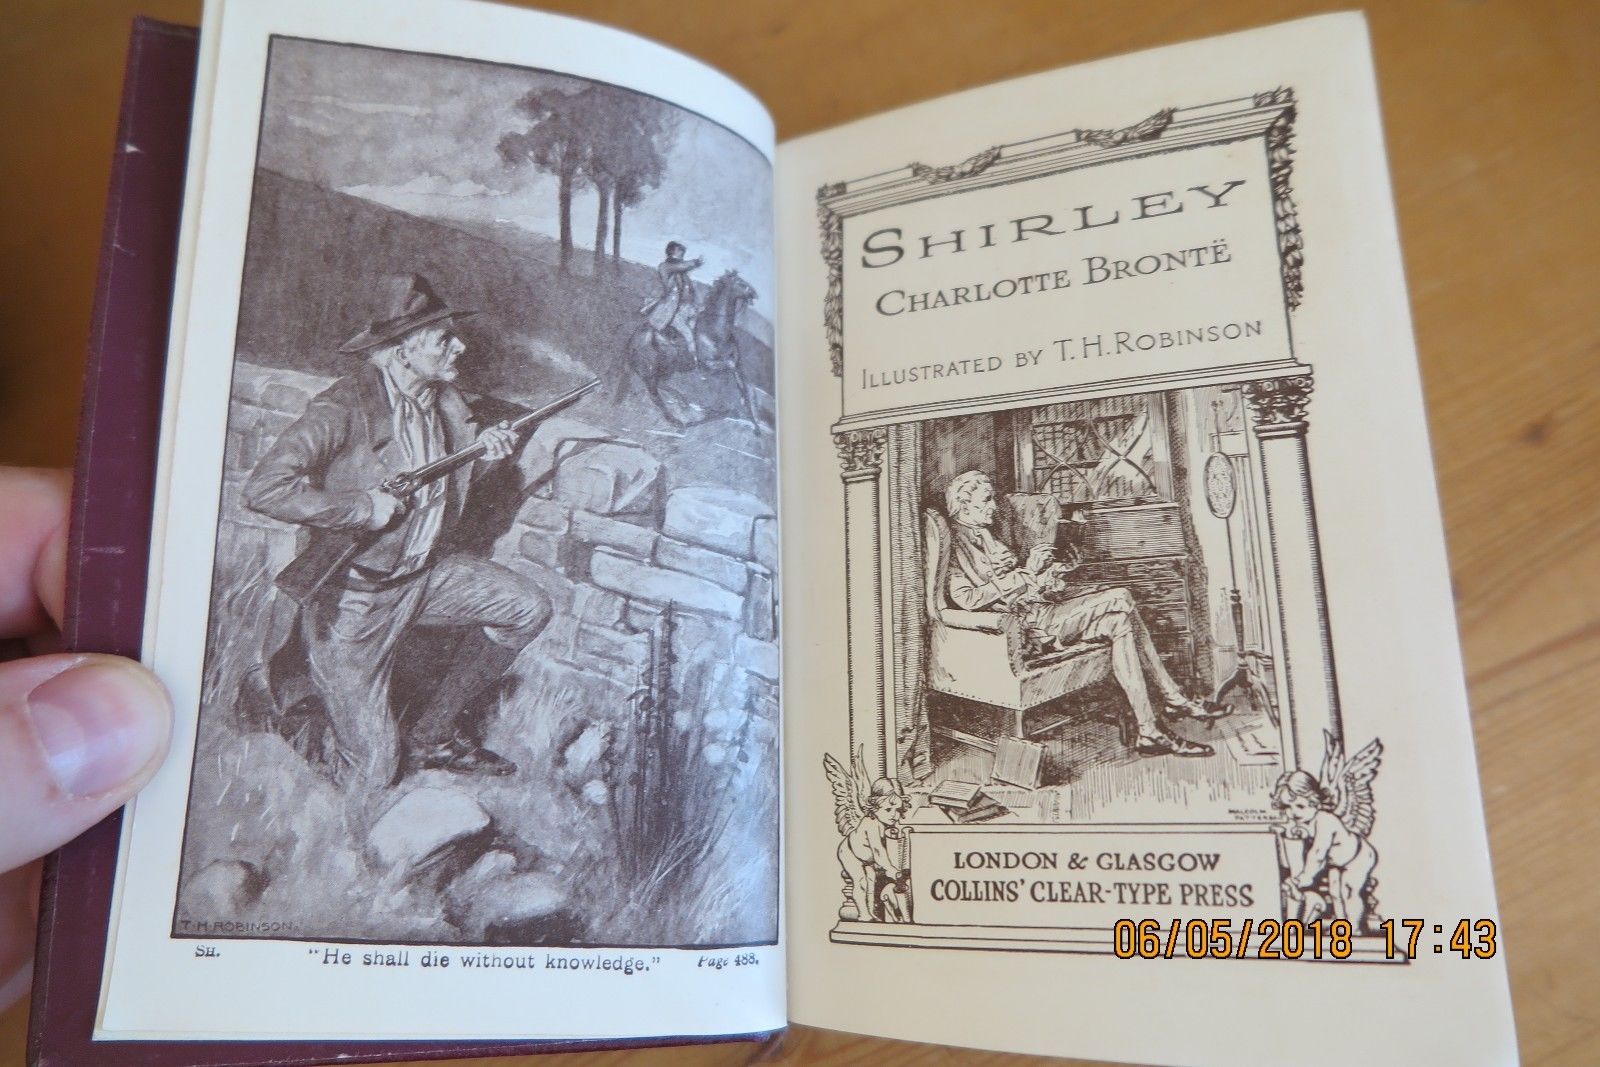 T. H. ROBINSON.
SH. "He shall die without knowledge." Page 488.
SHIRLEY
CHARLOTTE BRONTË
ILLUSTRATED BY T. H. ROBINSON
MALCOLM
LONDON & GLASGOW
COLLINS' CLEAR-TYPE PRESS
06/05/2018 17:43